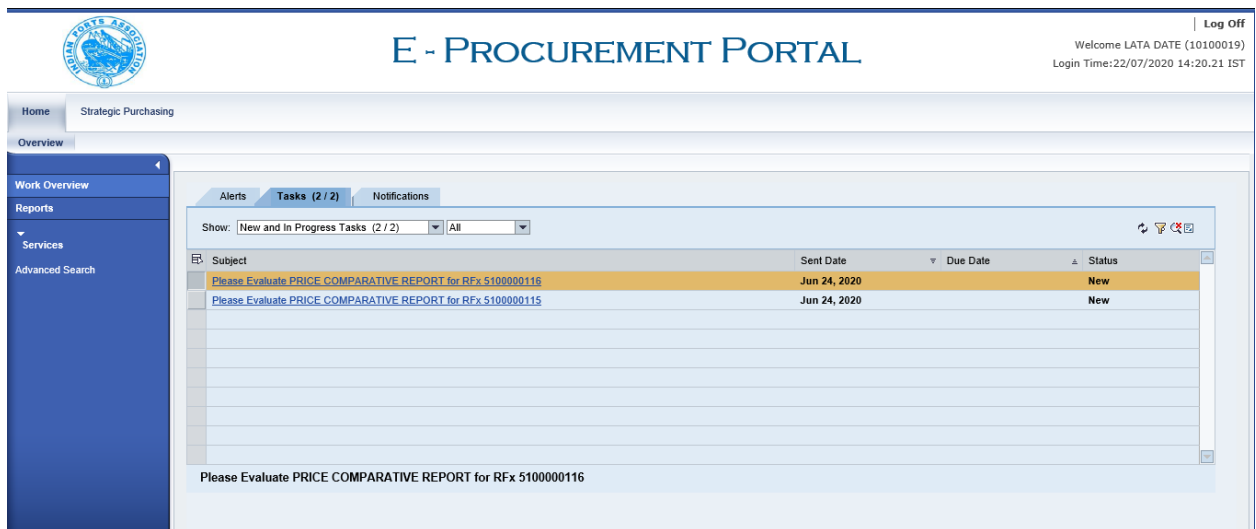 INDIAN PORTS ASSOCIATION
E - PROCUREMENT PORTAL
Log Off
Welcome LATA DATE (10100019)
Login Time:22/07/2020 14:20.21 IST
Home Strategic Purchasing
Overview
Work Overview
Reports
Services
Advanced Search
Alerts Tasks (2 / 2) Notifications
Show: New and In Progress Tasks (2 / 2) All
Subject Sent Date Due Date Status
Please Evaluate PRICE COMPARATIVE REPORT for RFx 5100000116 Jun 24, 2020 New
Please Evaluate PRICE COMPARATIVE REPORT for RFx 5100000115 Jun 24, 2020 New
Please Evaluate PRICE COMPARATIVE REPORT for RFx 5100000116